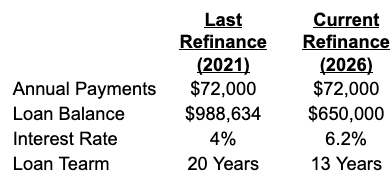 Last Current
Refinance Refinance
(2021) (2026)
Annual Payments $72,000 $72,000
Loan Balance $988,634 $650,000
Interest Rate 4% 6.2%
Loan Tearm 20 Years 13 Years